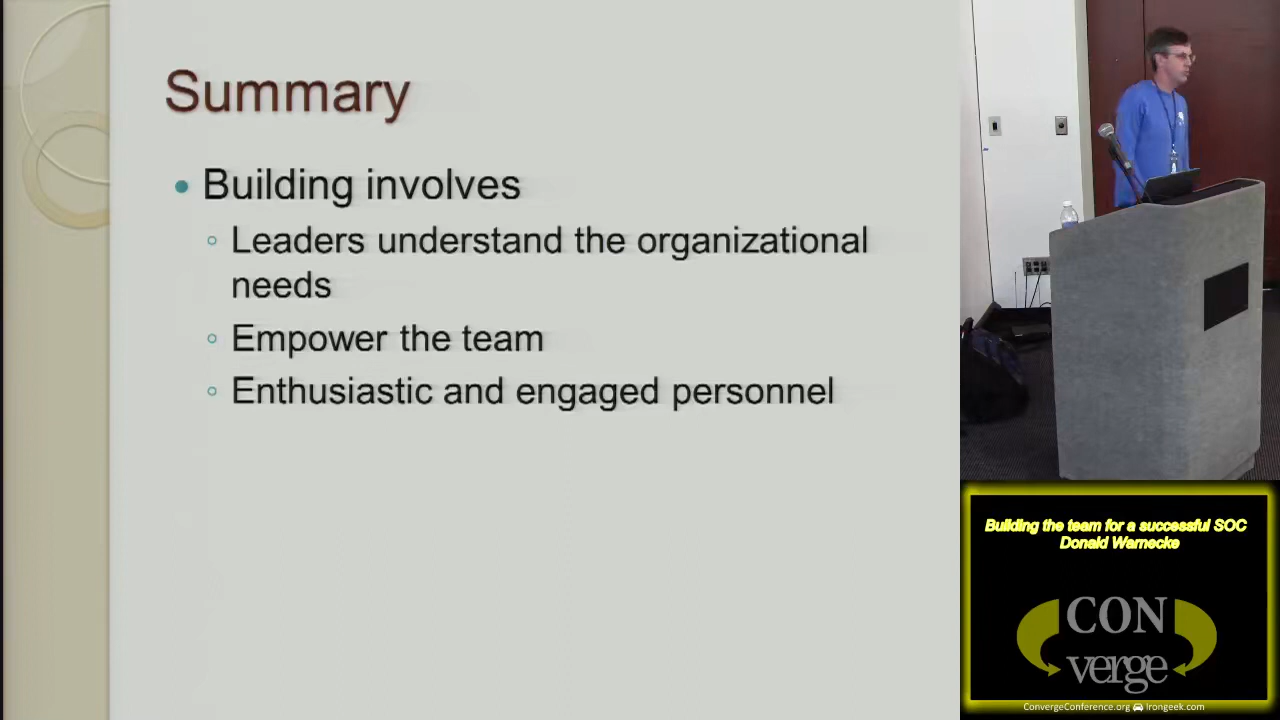 Summary
Building involves
Leaders understand the organizational
needs
Empower the team
Enthusiastic and engaged personnel
Building the team for a successful SOC
Donald Warnecke
CON
verge
ConvergeConference.org Irongeek.com